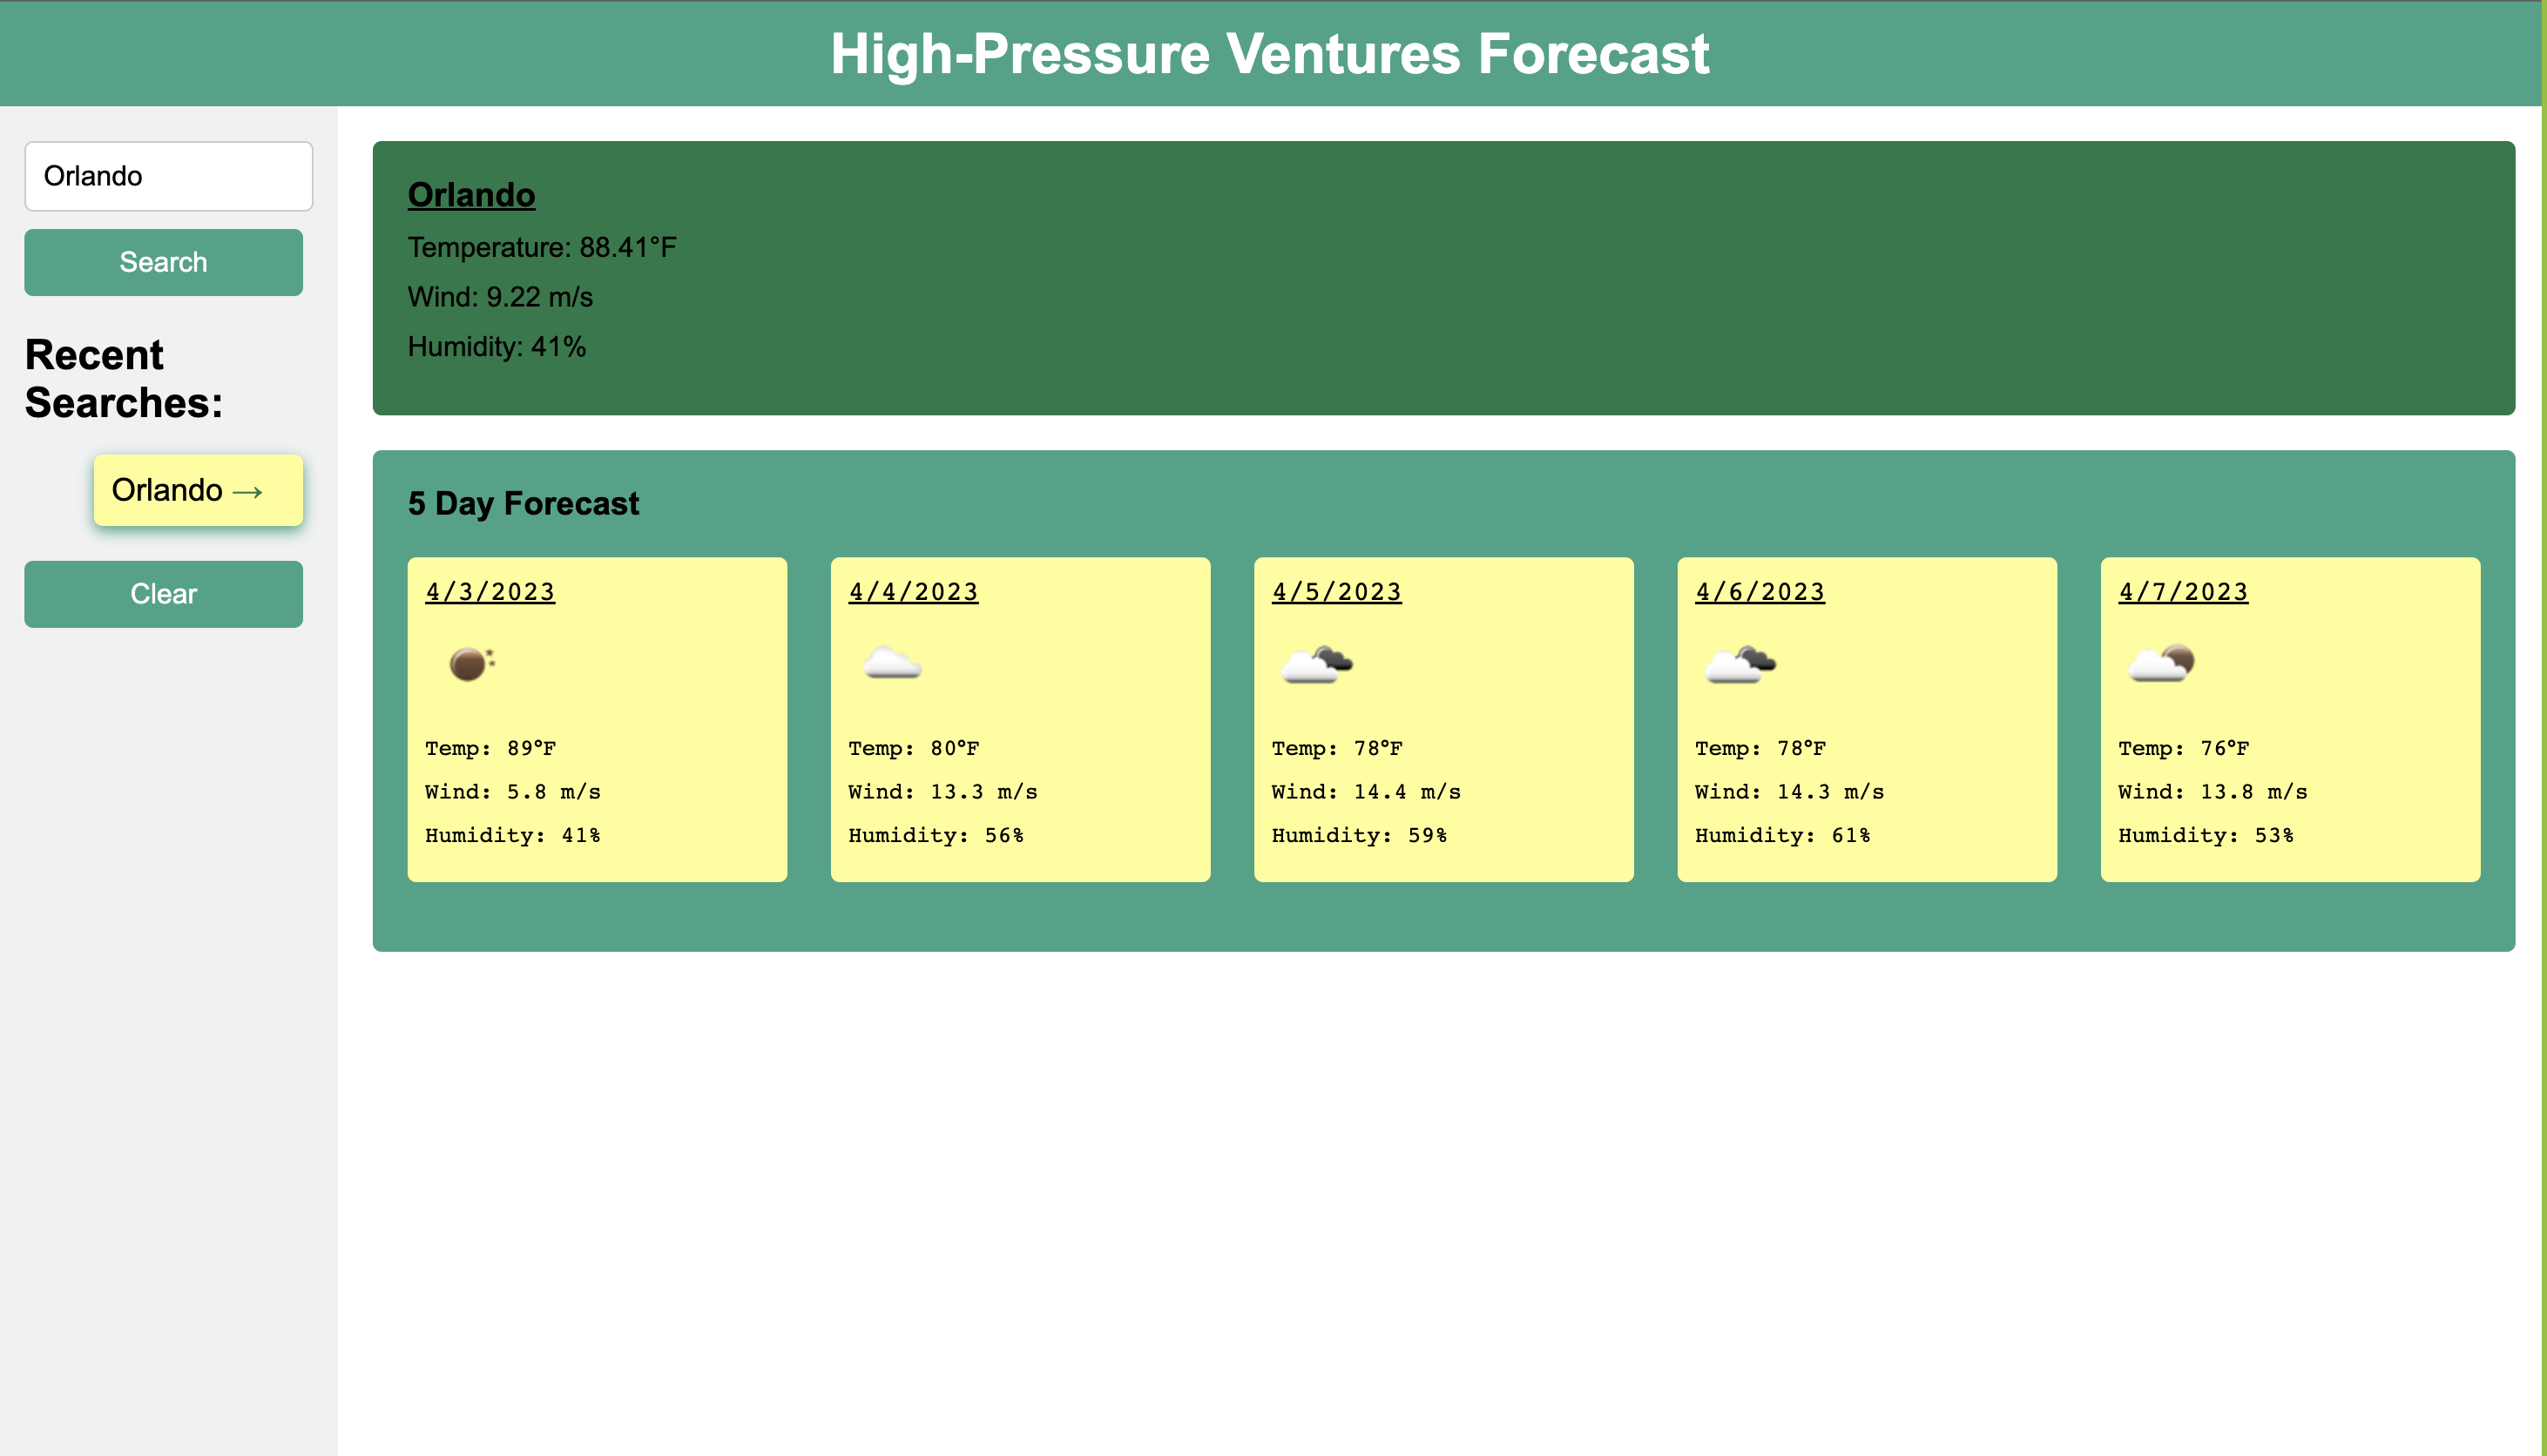 High-Pressure Ventures Forecast
Orlando
Search
Recent
Searches:
Orlando →
Clear
Orlando
Temperature: 88.41°F
Wind: 9.22 m/s
Humidity: 41%
5 Day Forecast
4/3/2023
Temp: 89°F
Wind: 5.8 m/s
Humidity: 41%
4/4/2023
Temp: 80°F
Wind: 13.3 m/s
Humidity: 56%
4/5/2023
Temp: 78°F
Wind: 14.4 m/s
Humidity: 59%
4/6/2023
Temp: 78°F
Wind: 14.3 m/s
Humidity: 61%
4/7/2023
Temp: 76°F
Wind: 13.8 m/s
Humidity: 53%